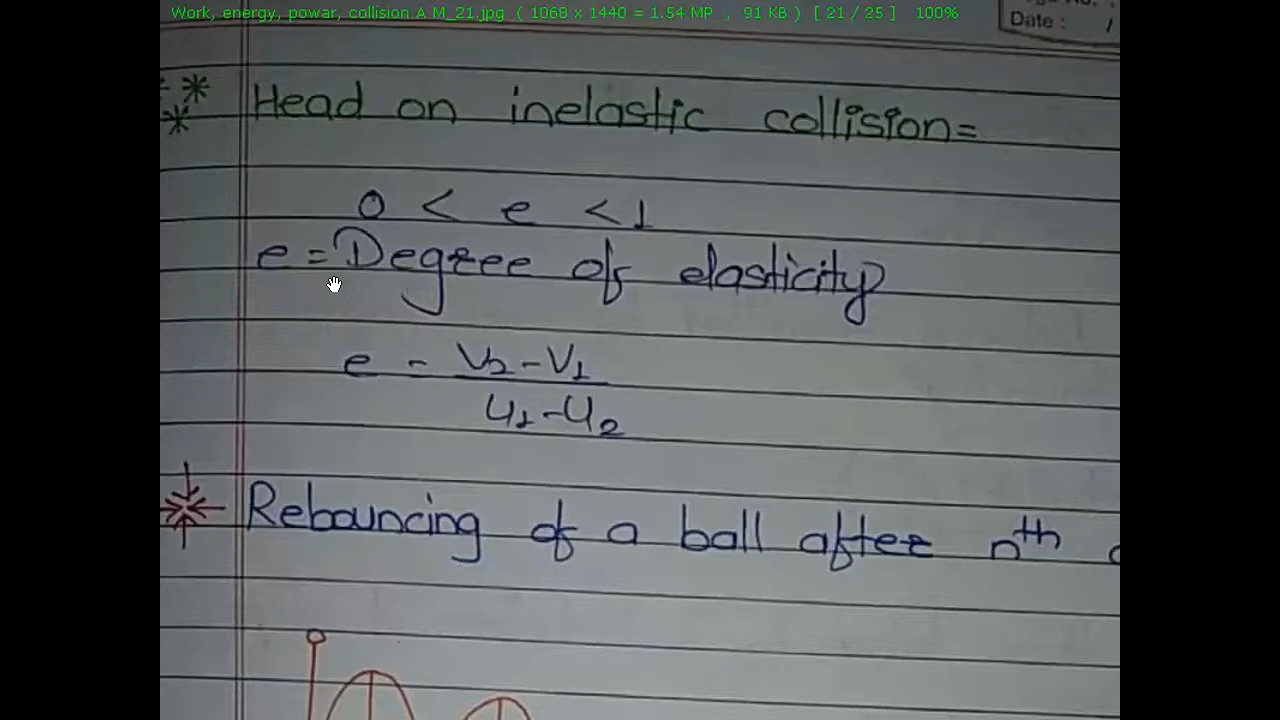 Work, energy, powar, collision A M_21.jpg ( 1068 x 1440 = 1.54 MP , 91 KB ) [ 21 / 25 ] 100%
Date : /
** Head on inelastic collision=
*
0 < e < 1
e = Degree of elasticity
e = V2 - V1
u1 - u2
Rebouncing of a ball after nth